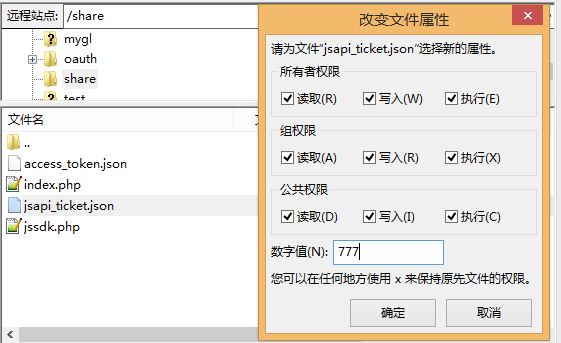 远程站点: /share
mygl
oauth
share
test
文件名
..
access_token.json
index.php
jsapi_ticket.json
jssdk.php
改变文件属性
请为文件"jsapi_ticket.json"选择新的属性。
所有者权限
读取(R) 写入(W) 执行(E)
组权限
读取(A) 写入(R) 执行(X)
公共权限
读取(D) 写入(I) 执行(C)
数字值(N): 777
您可以在任何地方使用 x 来保持原先文件的权限。
确定 取消